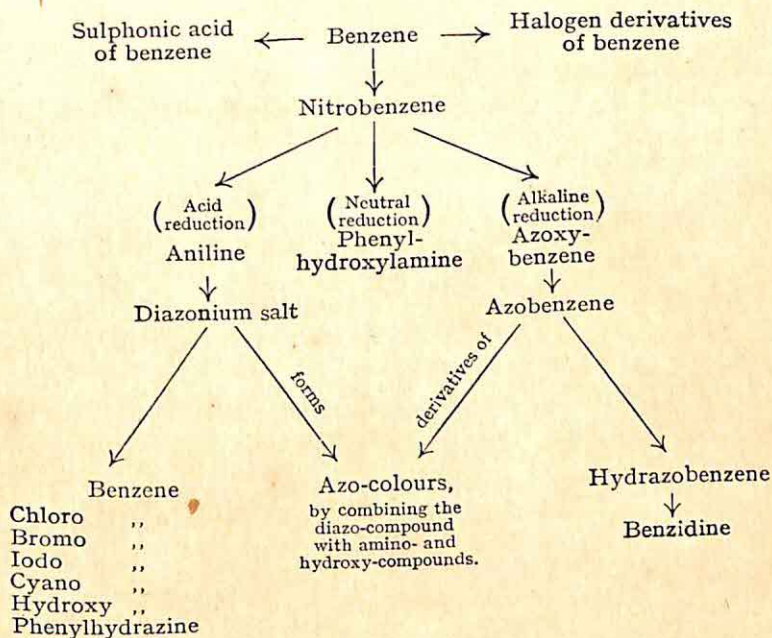 Sulphonic acid
of benzene
Benzene
Halogen derivatives
of benzene
Nitrobenzene
(Acid
reduction)
Aniline
(Neutral
reduction)
Phenyl-
hydroxylamine
(Alkaline
reduction)
Azoxy-
benzene
Diazonium salt
Azobenzene
forms
derivatives of
Benzene
Chloro ,,
Bromo ,,
Iodo ,,
Cyano ,,
Hydroxy ,,
Phenylhydrazine
Azo-colours,
by combining the
diazo-compound
with amino- and
hydroxy-compounds.
Hydrazobenzene
Benzidine